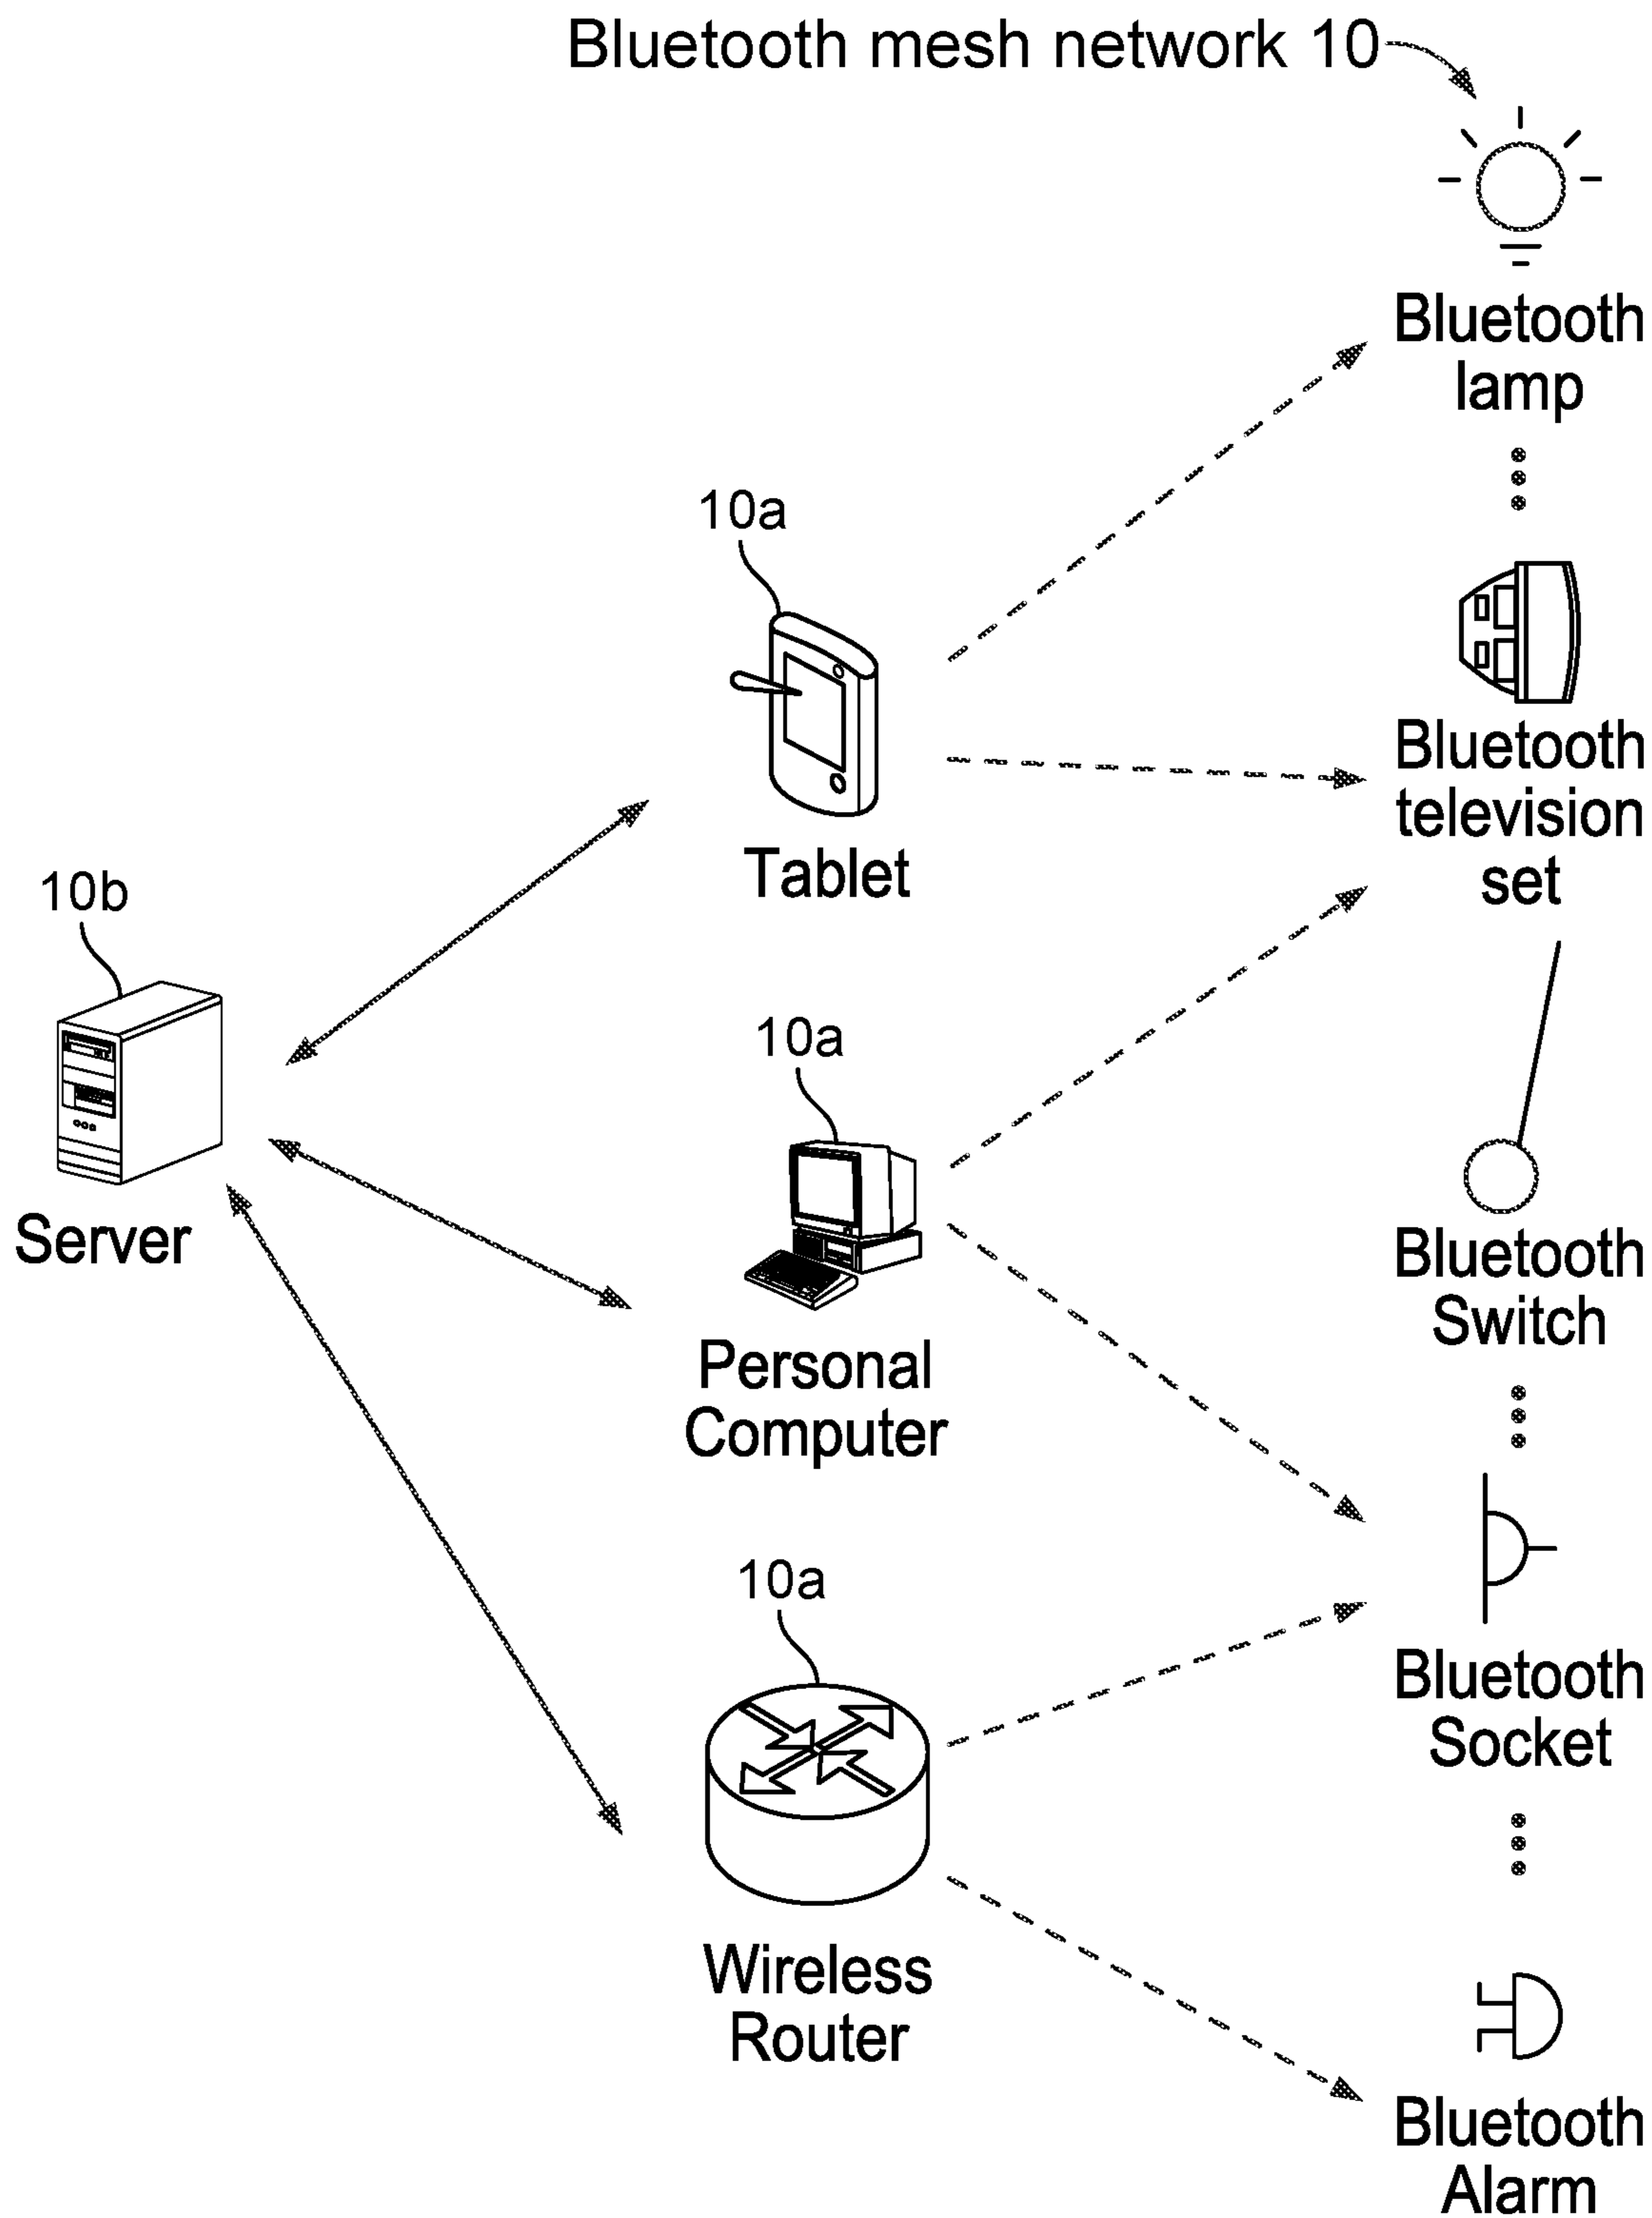 Bluetooth mesh network 10
Bluetooth
lamp
10a
Tablet
Bluetooth
television
set
10b
Server
10a
Personal
Computer
Bluetooth
Switch
10a
Wireless
Router
Bluetooth
Socket
Bluetooth
Alarm